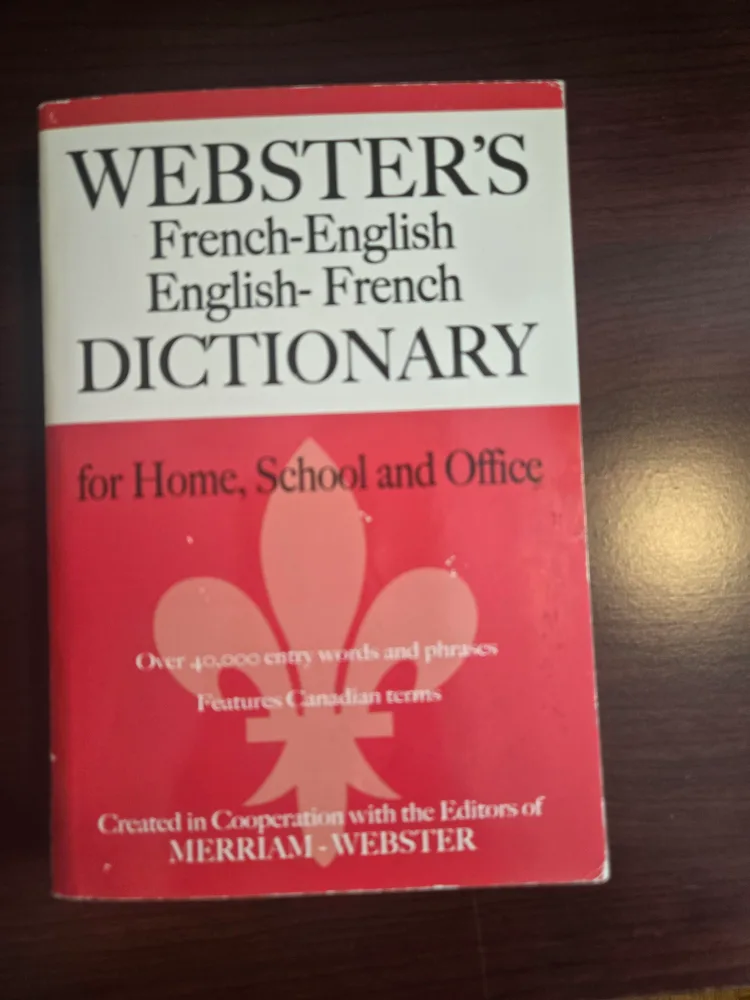 WEBSTER'S
French-English
English- French
DICTIONARY
for Home, School and Office
Over 40,000 entry words and phrases
Features Canadian terms
Created in Cooperation with the Editors of
MERRIAM-WEBSTER